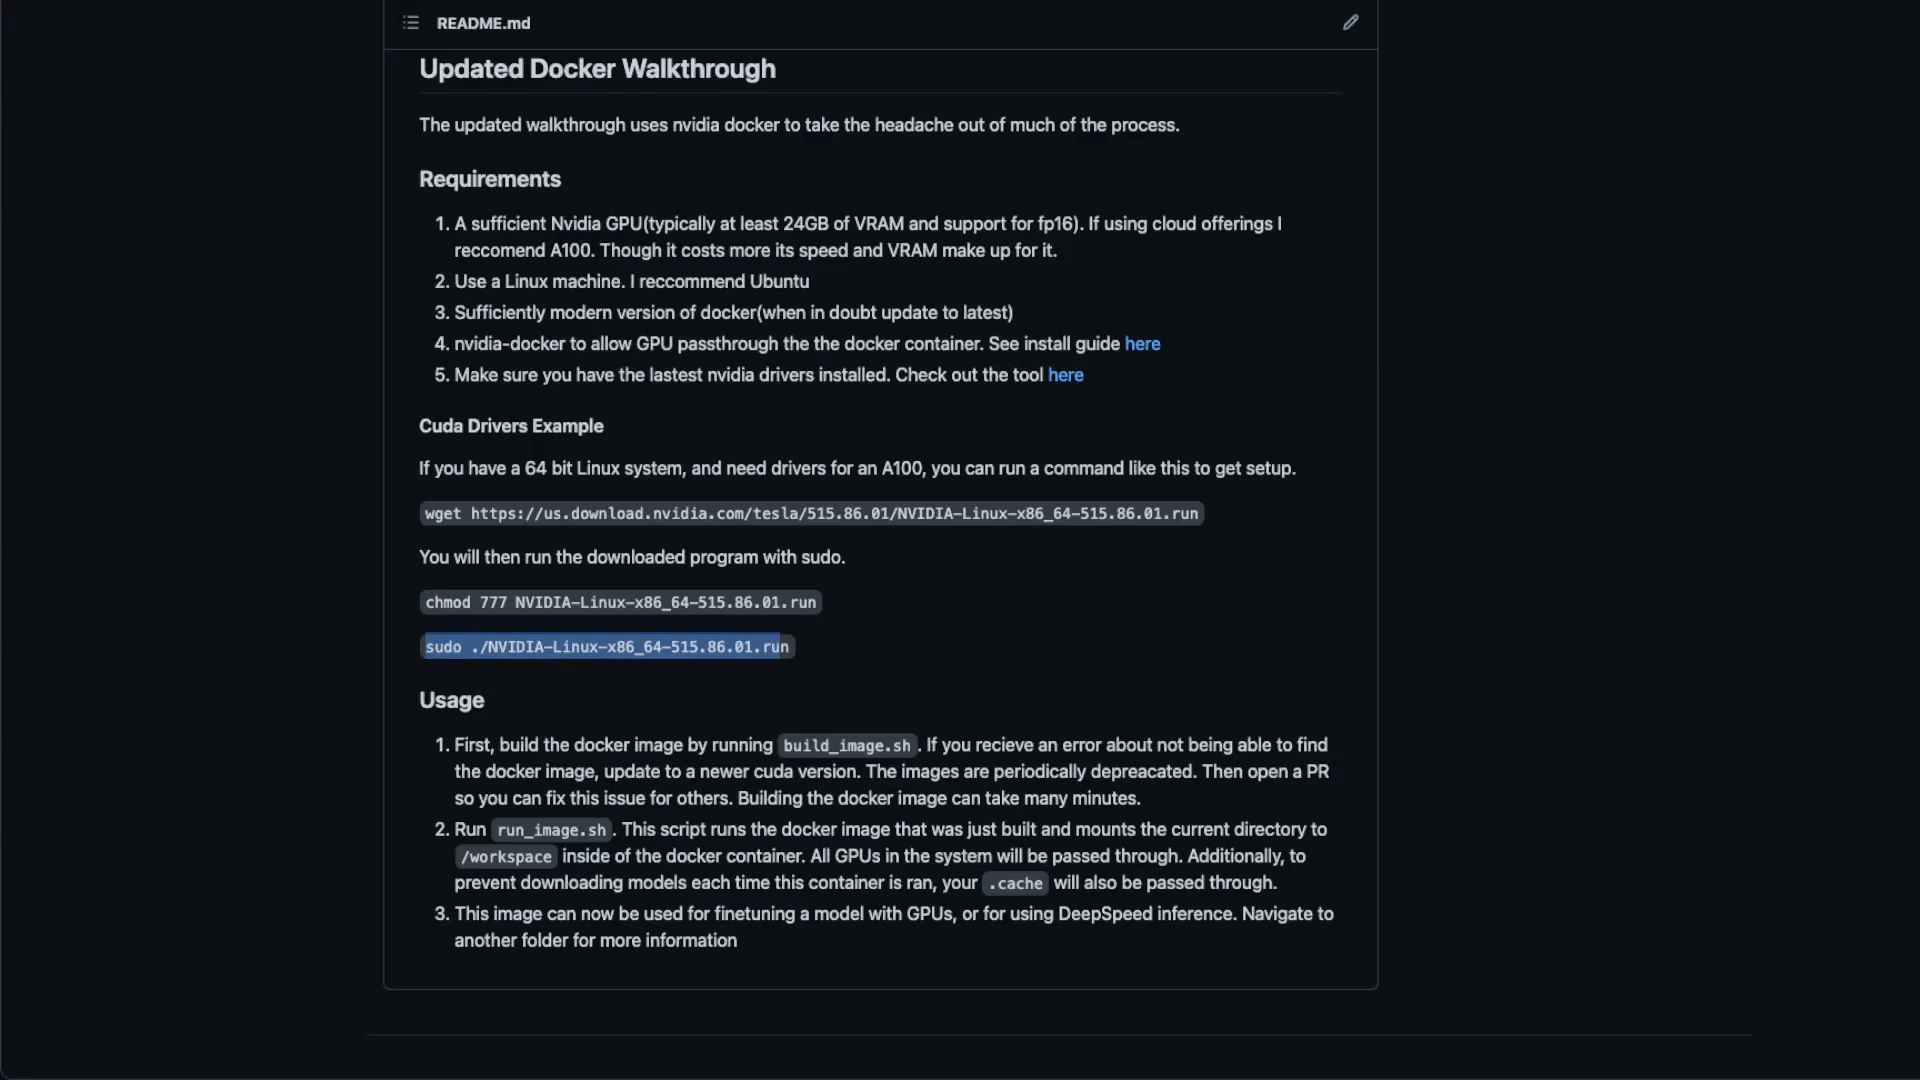 README.md
Updated Docker Walkthrough
The updated walkthrough uses nvidia docker to take the headache out of much of the process.
Requirements
1. A sufficient Nvidia GPU(typically at least 24GB of VRAM and support for fp16). If using cloud offerings I
reccomend A100. Though it costs more its speed and VRAM make up for it.
2. Use a Linux machine. I reccommend Ubuntu
3. Sufficiently modern version of docker(when in doubt update to latest)
4. nvidia-docker to allow GPU passthrough the the docker container. See install guide here
5. Make sure you have the lastest nvidia drivers installed. Check out the tool here
Cuda Drivers Example
If you have a 64 bit Linux system, and need drivers for an A100, you can run a command like this to get setup.
wget https://us.download.nvidia.com/tesla/515.86.01/NVIDIA-Linux-x86_64-515.86.01.run
You will then run the downloaded program with sudo.
chmod 777 NVIDIA-Linux-x86_64-515.86.01.run
sudo ./NVIDIA-Linux-x86_64-515.86.01.run
Usage
1. First, build the docker image by running build_image.sh. If you recieve an error about not being able to find
the docker image, update to a newer cuda version. The images are periodically depreacated. Then open a PR
so you can fix this issue for others. Building the docker image can take many minutes.
2. Run run_image.sh. This script runs the docker image that was just built and mounts the current directory to
/workspace inside of the docker container. All GPUs in the system will be passed through. Additionally, to
prevent downloading models each time this container is ran, your .cache will also be passed through.
3. This image can now be used for finetuning a model with GPUs, or for using DeepSpeed inference. Navigate to
another folder for more information